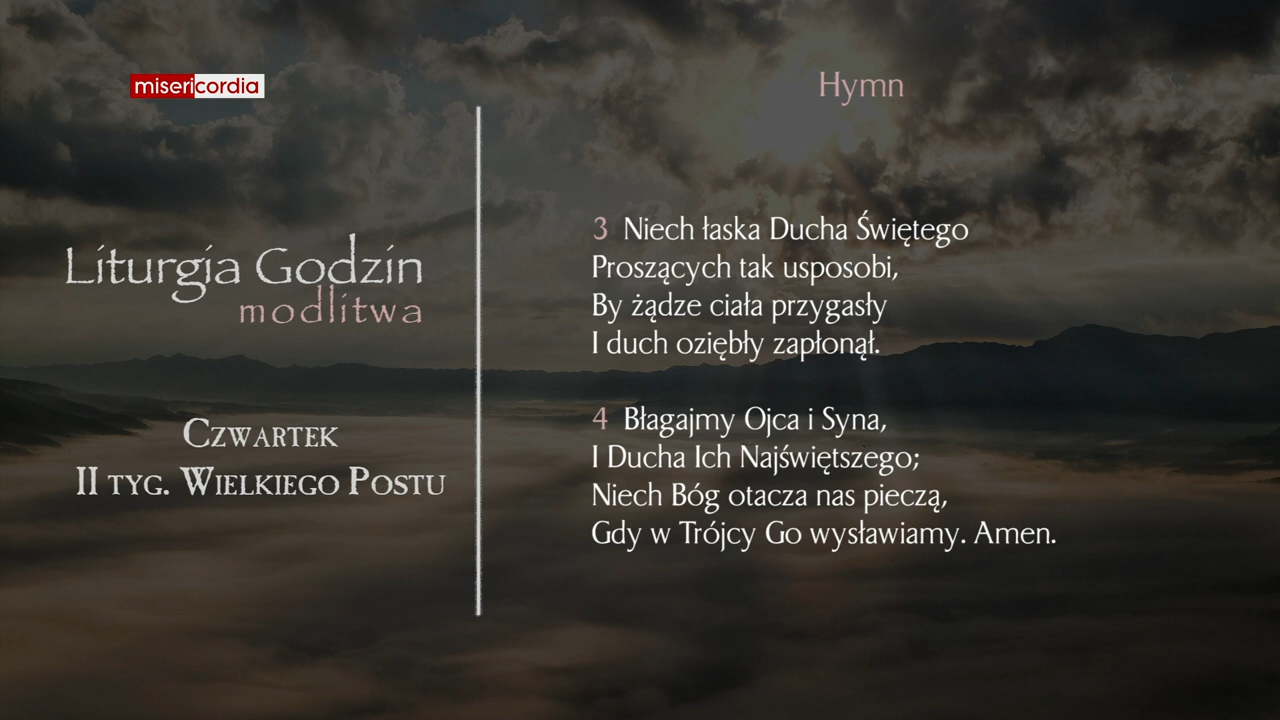 misericordia
Liturgia Godzin
modlitwa
Czwartek
II tyg. Wielkiego Postu
Hymn
3 Niech łaska Ducha Świętego
Proszących tak usposobi,
By żądze ciała przygasły
I duch oziębły zapłonął.
4 Błagajmy Ojca i Syna,
I Ducha Ich Najświętszego;
Niech Bóg otacza nas pieczą,
Gdy w Trójcy Go wysławiamy. Amen.